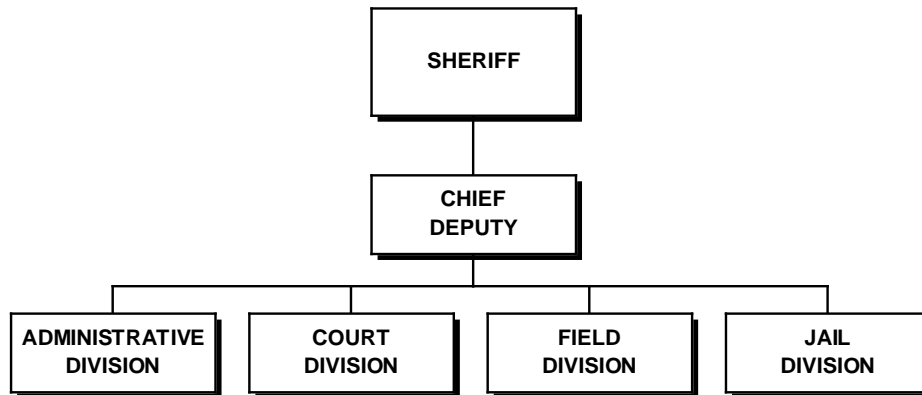 SHERIFF
CHIEF
DEPUTY
ADMINISTRATIVE
DIVISION
COURT
DIVISION
FIELD
DIVISION
JAIL
DIVISION